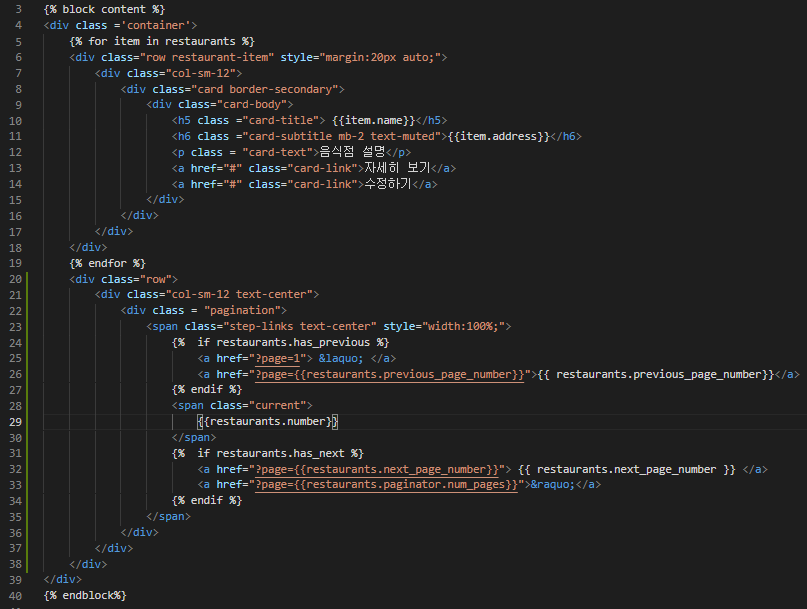 3 {% block content %}
4 <div class ='container'>
5 {% for item in restaurants %}
6 <div class="row restaurant-item" style="margin:20px auto;">
7 <div class="col-sm-12">
8 <div class="card border-secondary">
9 <div class="card-body">
10 <h5 class ="card-title"> {{item.name}}</h5>
11 <h6 class ="card-subtitle mb-2 text-muted">{{item.address}}</h6>
12 <p class = "card-text">음식점 설명</p>
13 <a href="#" class="card-link">자세히 보기</a>
14 <a href="#" class="card-link">수정하기</a>
15 </div>
16 </div>
17 </div>
18 </div>
19 {% endfor %}
20 <div class="row">
21 <div class="col-sm-12 text-center">
22 <div class = "pagination">
23 <span class="step-links text-center" style="width:100%;">
24 {%  if restaurants.has_previous %}
25 <a href="?page=1"> &laquo; </a>
26 <a href="?page={{restaurants.previous_page_number}}">{{ restaurants.previous_page_number}}</a>
27 {% endif %}
28 <span class="current">
29 {{restaurants.number}}
30 </span>
31 {%  if restaurants.has_next %}
32 <a href="?page={{restaurants.next_page_number}}"> {{ restaurants.next_page_number }} </a>
33 <a href="?page={{restaurants.paginator.num_pages}}">&raquo;</a>
34 {% endif %}
35 </span>
36 </div>
37 </div>
38 </div>
39 </div>
40 {% endblock%}